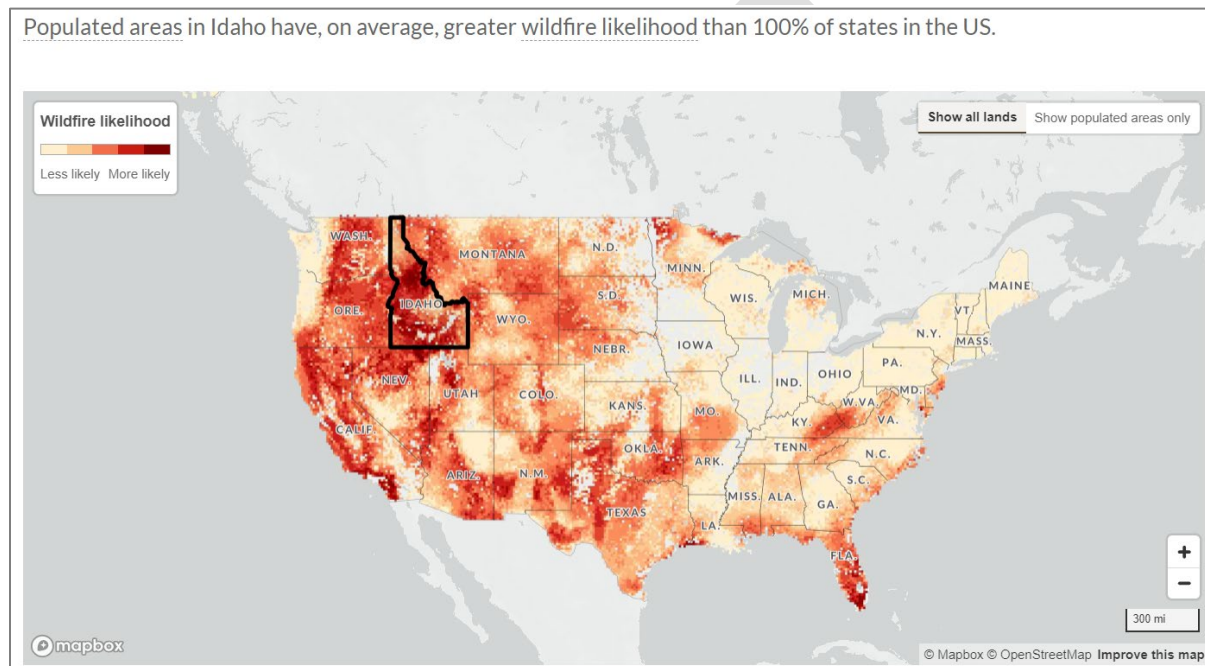 Populated areas in Idaho have, on average, greater wildfire likelihood than 100% of states in the US.
Wildfire likelihood
Less likely More likely
Show all lands Show populated areas only
WASH.
MONTANA
N.D.
MINN.
MAINE
ORE.
IDAHO
WYO.
S.D.
WIS.
MICH.
VT.
N.Y.
MASS.
NEBR.
IOWA
PA.
NEV.
UTAH
COLO.
ILL.
IND.
OHIO
MD.
KANS.
MO.
W.VA.
VA.
KY.
CALIF.
ARIZ.
N.M.
OKLA.
ARK.
TENN.
N.C.
S.C.
MISS.
ALA.
GA.
TEXAS
LA.
FLA.
+
−
300 mi
mapbox
© Mapbox © OpenStreetMap Improve this map